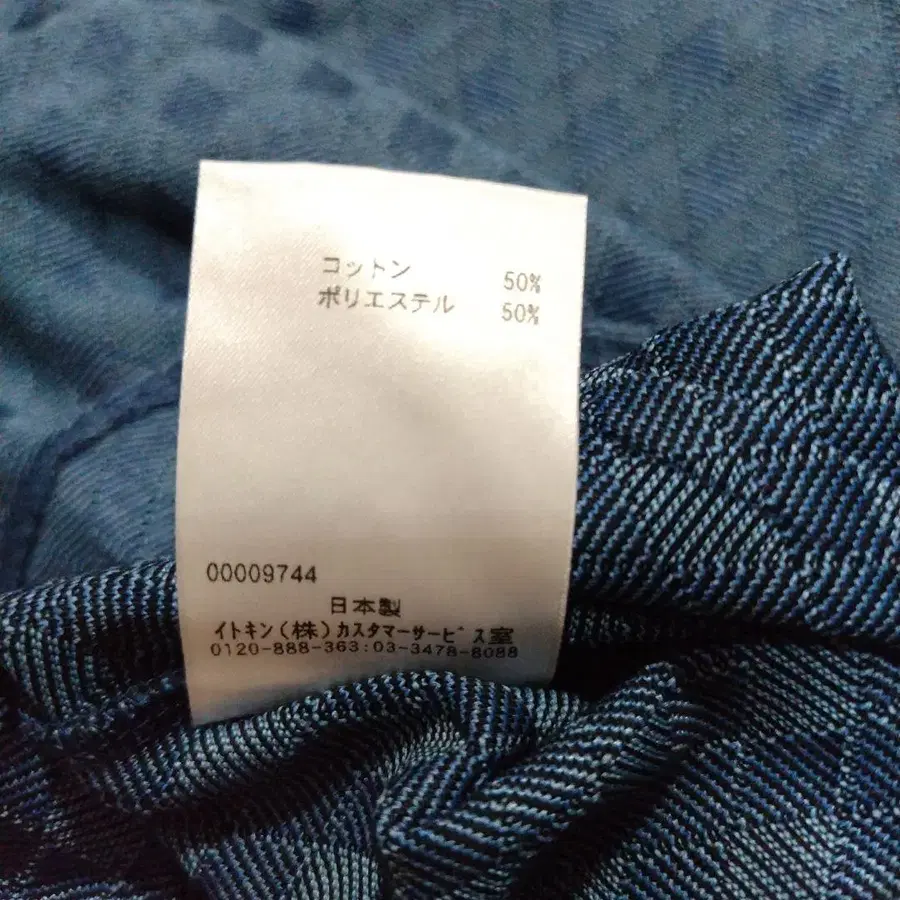 コットン 50%
ポリエステル 50%
00009744
日本製
イトキン(株)カスタマーサービス室
0120-888-363:03-3478-8088